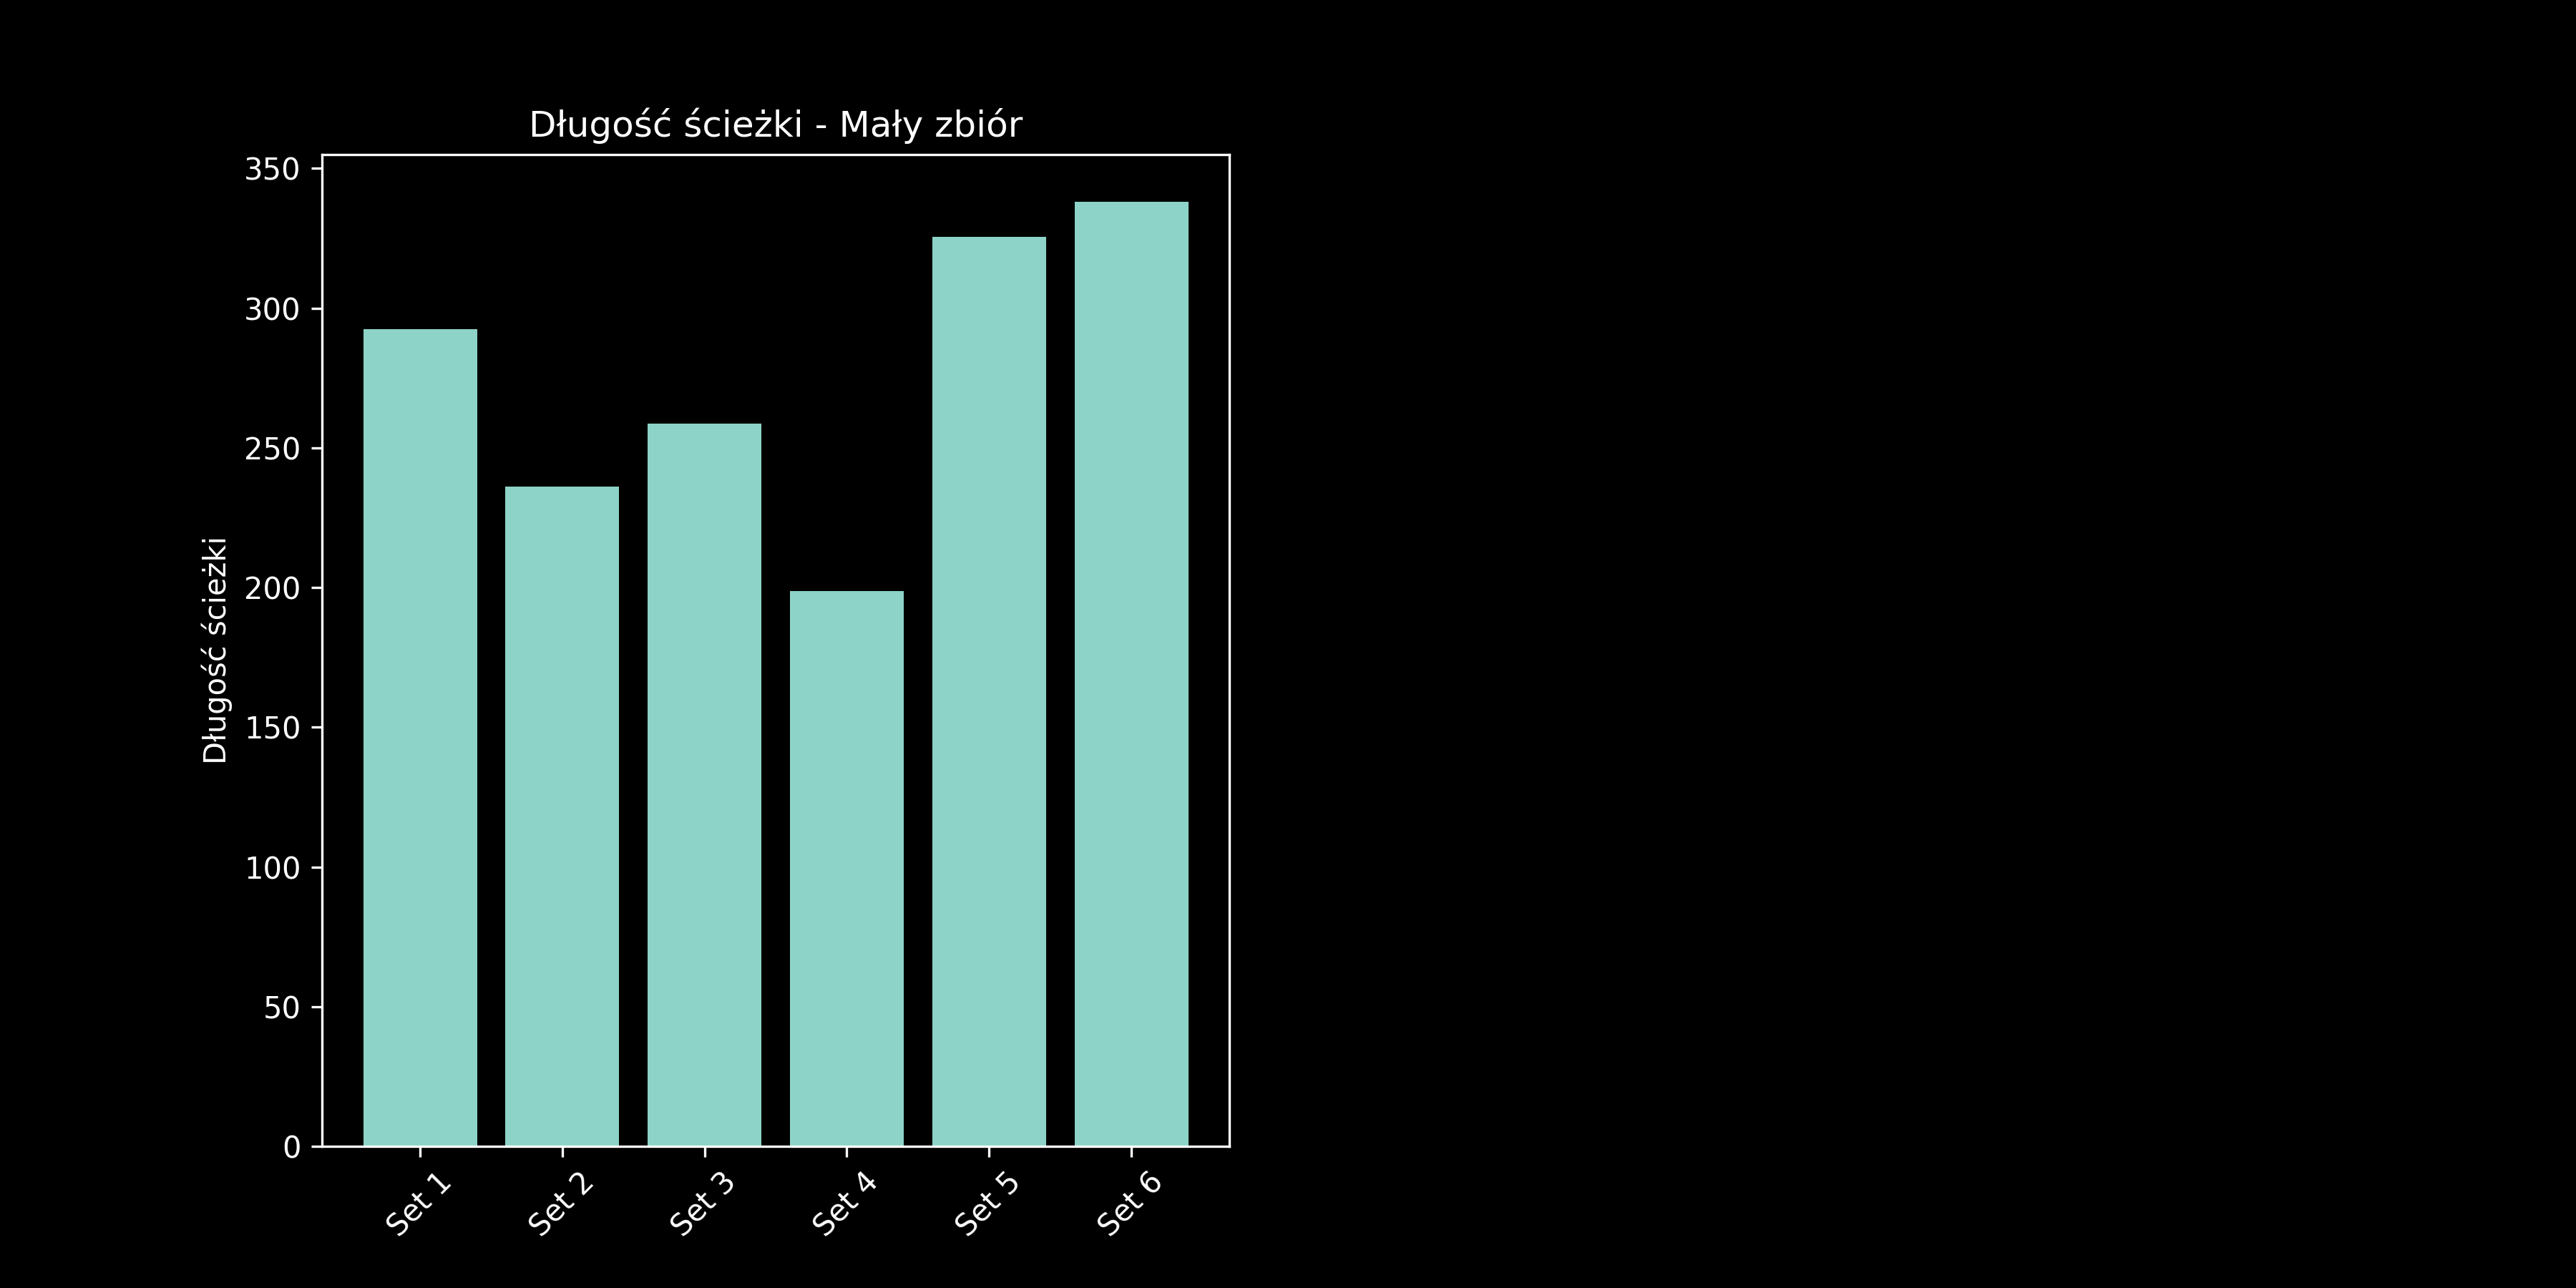 Długość ścieżki - Mały zbiór
Długość ścieżki
350
300
250
200
150
100
50
0
Set 1
Set 2
Set 3
Set 4
Set 5
Set 6